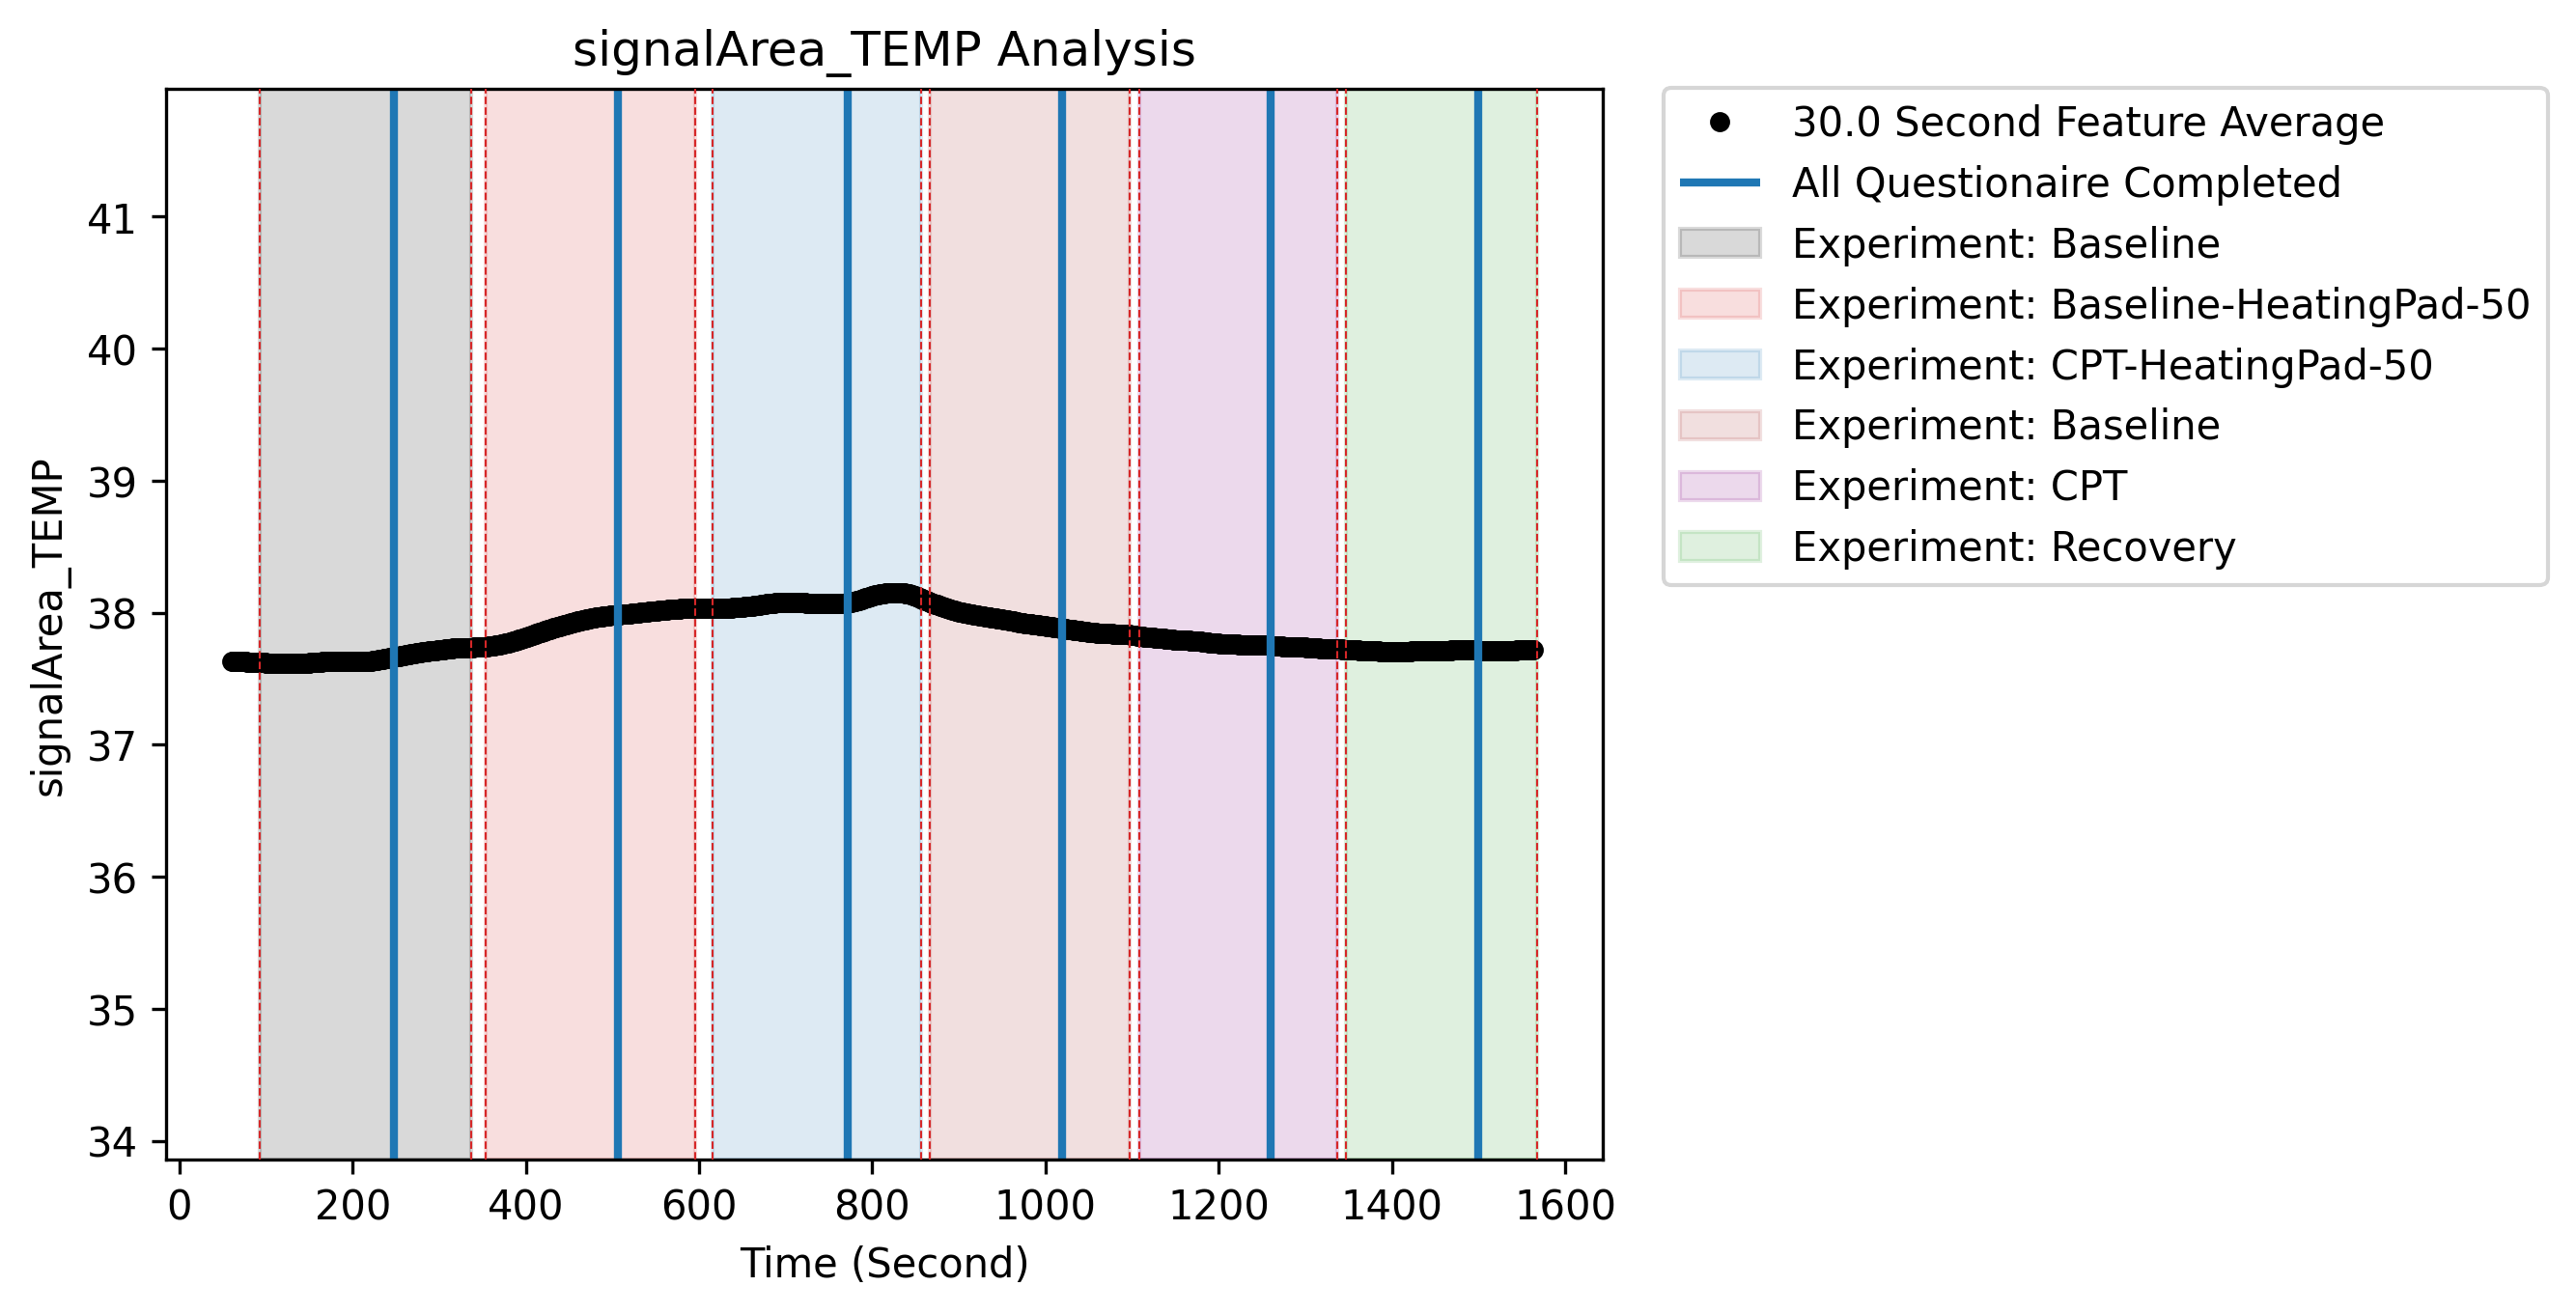 signalArea_TEMP Analysis
30.0 Second Feature Average
All Questionaire Completed
Experiment: Baseline
Experiment: Baseline-HeatingPad-50
Experiment: CPT-HeatingPad-50
Experiment: Baseline
Experiment: CPT
Experiment: Recovery
signalArea_TEMP
41
40
39
38
37
36
35
34
0 200 400 600 800 1000 1200 1400 1600
Time (Second)